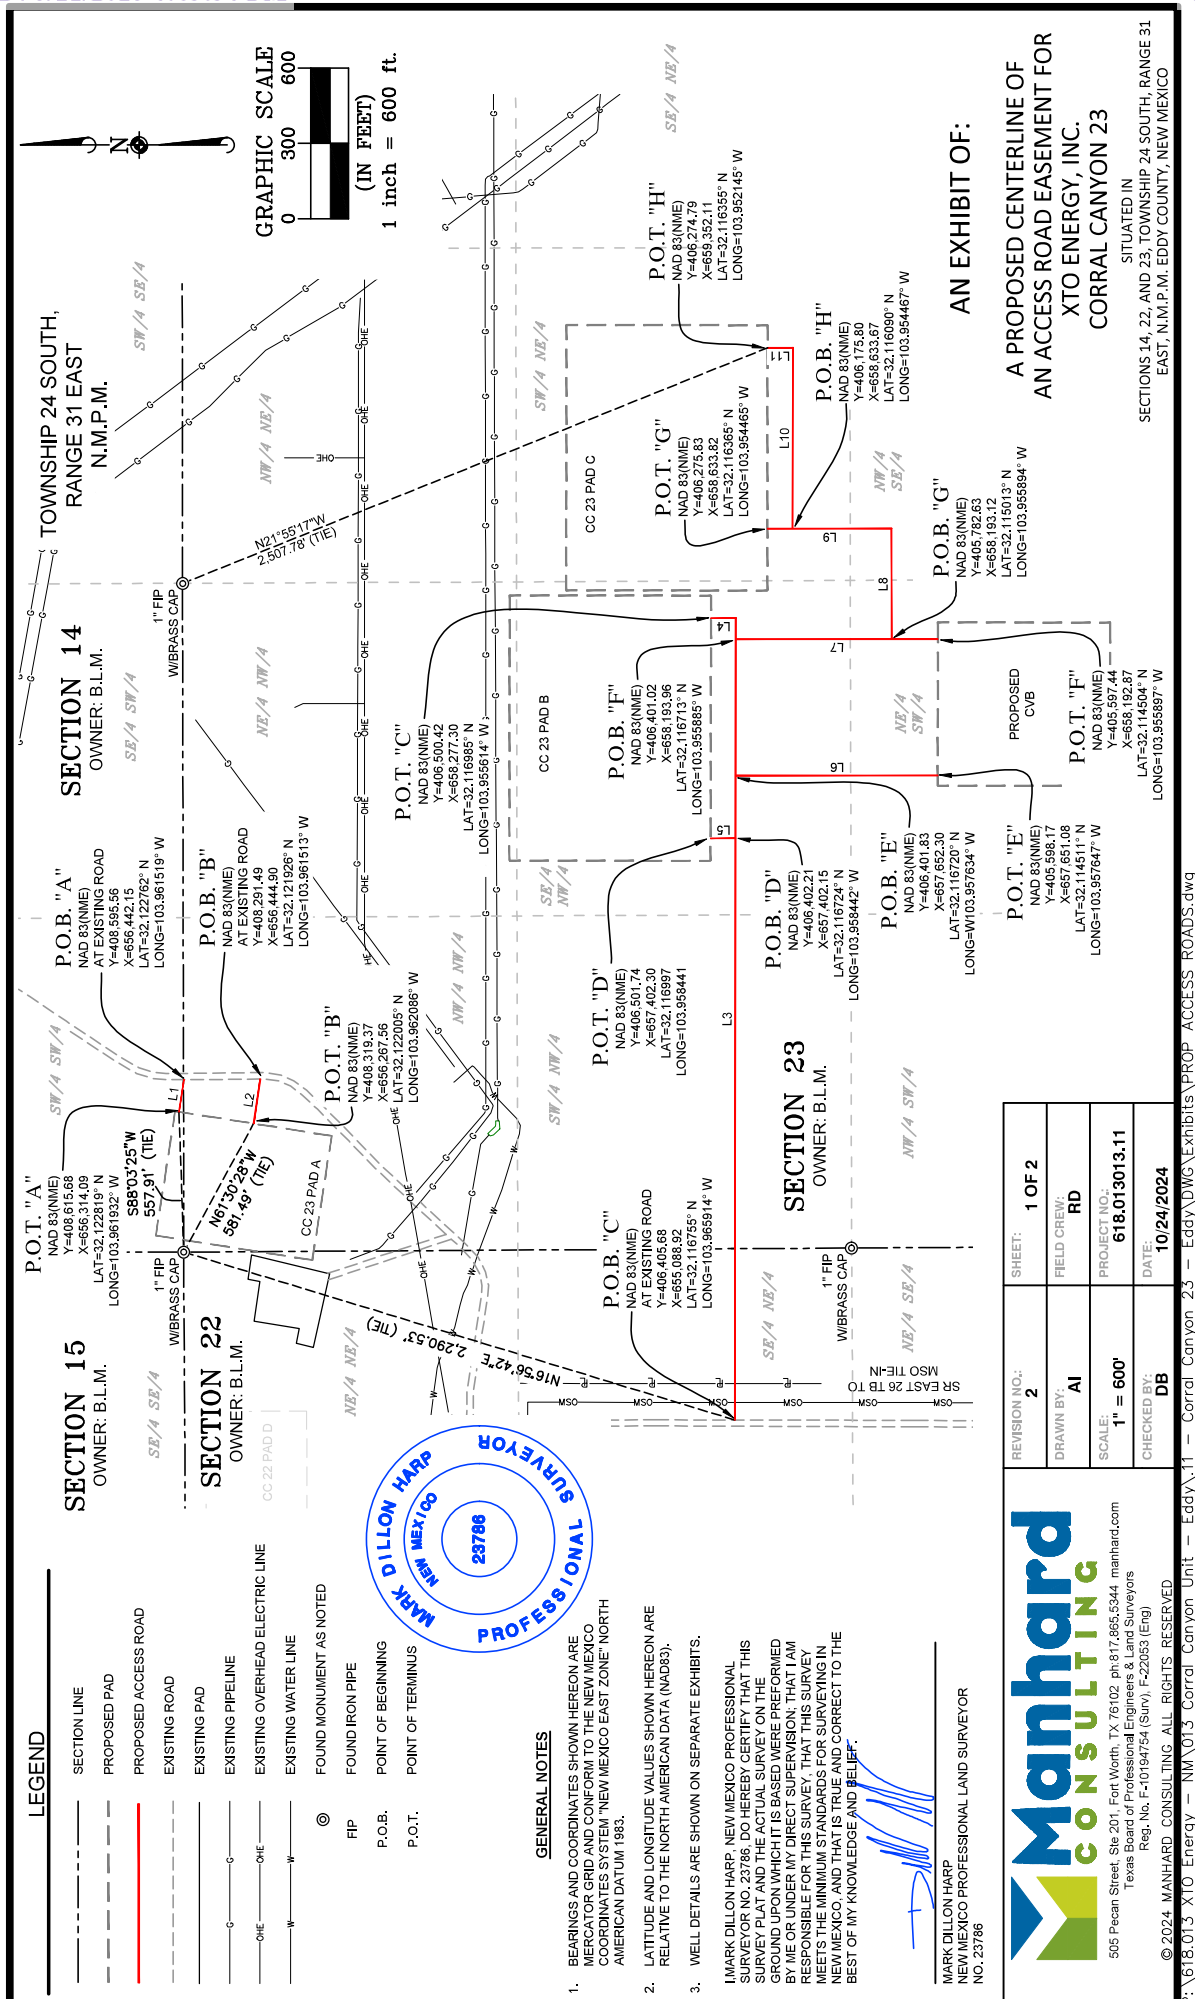 LEGEND
SECTION LINE
PROPOSED PAD
PROPOSED ACCESS ROAD
EXISTING ROAD
EXISTING PAD
EXISTING PIPELINE
EXISTING OVERHEAD ELECTRIC LINE
EXISTING WATER LINE
FOUND MONUMENT AS NOTED
FIP FOUND IRON PIPE
P.O.B. POINT OF BEGINNING
P.O.T. POINT OF TERMINUS
GENERAL NOTES
1. BEARINGS AND COORDINATES SHOWN HEREON ARE
MERCATOR GRID AND CONFORM TO THE NEW MEXICO
COORDINATES SYSTEM "NEW MEXICO EAST ZONE" NORTH
AMERICAN DATUM 1983.
2. LATITUDE AND LONGITUDE VALUES SHOWN HEREON ARE
RELATIVE TO THE NORTH AMERICAN DATA (NAD83).
3. WELL DETAILS ARE SHOWN ON SEPARATE EXHIBITS.
I,MARK DILLON HARP, NEW MEXICO PROFESSIONAL
SURVEYOR NO. 23786, DO HEREBY CERTIFY THAT THIS
SURVEY PLAT AND THE ACTUAL SURVEY ON THE
GROUND UPON WHICH IT IS BASED WERE PREFORMED
BY ME OR UNDER MY DIRECT SUPERVISION; THAT I AM
RESPONSIBLE FOR THIS SURVEY, THAT THIS SURVEY
MEETS THE MINIMUM STANDARDS FOR SURVEYING IN
NEW MEXICO, AND THAT IS TRUE AND CORRECT TO THE
BEST OF MY KNOWLEDGE AND BELIEF.
MARK DILLON HARP
NEW MEXICO PROFESSIONAL LAND SURVEYOR
NO. 23786
MARK DILLON HARP
NEW MEXICO
23786
PROFESSIONAL SURVEYOR
SECTION 15
OWNER: B.L.M.
SE/4 SE/4
SECTION 22
OWNER: B.L.M.
CC 22 PAD D
NE/4 NE/4
SECTION 14
OWNER: B.L.M.
SW/4 SW/4
SE/4 SW/4
SW/4 SE/4
TOWNSHIP 24 SOUTH,
RANGE 31 EAST
N.M.P.M.
N
GRAPHIC SCALE
0 300 600
(IN FEET)
1 inch = 600 ft.
P.O.T. "A"
NAD 83(NME)
Y=408,615.68
X=656,314.09
LAT=32.122819° N
LONG=103.961932° W
1" FIP
W/BRASS CAP
S88°03'25"W
557.91' (TIE)
N61°30'28"W
581.49' (TIE)
CC 23 PAD A
L1
L2
P.O.B. "A"
NAD 83(NME)
AT EXISTING ROAD
Y=408,595.56
X=656,442.15
LAT=32.122762° N
LONG=103.961519° W
P.O.B. "B"
NAD 83(NME)
AT EXISTING ROAD
Y=408,291.49
X=656,444.90
LAT=32.121926° N
LONG=103.961513° W
P.O.T. "B"
NAD 83(NME)
Y=408,319.37
X=656,267.56
LAT=32.122005° N
LONG=103.962086° W
1" FIP
W/BRASS CAP
N21°55'17"W
2,507.78' (TIE)
NW/4 NW/4
NE/4 NW/4
NW/4 NE/4
SE/4 NE/4
N16°56'42"E 2,290.53' (TIE)
P.O.T. "C"
NAD 83(NME)
Y=406,500.42
X=658,277.30
LAT=32.116985° N
LONG=103.955614° W
SW/4 NW/4
SE/4
NW/4
SW/4 NE/4
CC 23 PAD B
CC 23 PAD C
P.O.B. "C"
NAD 83(NME)
AT EXISTING ROAD
Y=406,405.68
X=655,088.92
LAT=32.116755° N
LONG=103.965914° W
P.O.T. "D"
NAD 83(NME)
Y=406,501.74
X=657,402.30
LAT=32.116997
LONG=103.958441
P.O.B. "F"
NAD 83(NME)
Y=406,401.02
X=658,193.96
LAT=32.116713° N
LONG=103.955885° W
P.O.T. "G"
NAD 83(NME)
Y=406,275.83
X=658,633.82
LAT=32.116365° N
LONG=103.954465° W
P.O.T. "H"
NAD 83(NME)
Y=406,274.79
X=659,352.11
LAT=32.116355° N
LONG=103.952145° W
L3
L4
L5
L6
L7
L8
L9
L10
L11
SE/4 NE/4
SECTION 23
OWNER: B.L.M.
P.O.B. "D"
NAD 83(NME)
Y=406,402.21
X=657,402.15
LAT=32.116724° N
LONG=103.958442° W
P.O.B. "H"
NAD 83(NME)
Y=406,175.80
X=658,633.67
LAT=32.116090° N
LONG=103.954467° W
1" FIP
W/BRASS CAP
SR EAST 26 TB TO
MSO TIE-IN
NE/4 SE/4
NW/4 SW/4
P.O.B. "E"
NAD 83(NME)
Y=406,401.83
X=657,652.30
LAT=32.116720° N
LONG=W103.957634° W
NE/4
SW/4
NW/4
SE/4
P.O.B. "G"
NAD 83(NME)
Y=405,782.63
X=658,193.12
LAT=32.115013° N
LONG=103.955894° W
PROPOSED
CVB
P.O.T. "E"
NAD 83(NME)
Y=405,598.17
X=657,651.08
LAT=32.114511° N
LONG=103.957647° W
P.O.T. "F"
NAD 83(NME)
Y=405,597.44
X=658,192.87
LAT=32.114504° N
LONG=103.955897° W
AN EXHIBIT OF:
A PROPOSED CENTERLINE OF
AN ACCESS ROAD EASEMENT FOR
XTO ENERGY, INC.
CORRAL CANYON 23
SITUATED IN
SECTIONS 14, 22, AND 23, TOWNSHIP 24 SOUTH, RANGE 31
EAST, N.M.P.M. EDDY COUNTY, NEW MEXICO
REVISION NO.: 2
SHEET: 1 OF 2
DRAWN BY: AI
FIELD CREW: RD
SCALE: 1" = 600'
PROJECT NO.: 618.013013.11
CHECKED BY: DB
DATE: 10/24/2024
Manhard
CONSULTING
505 Pecan Street, Ste 201, Fort Worth, TX 76102 ph:817.865.5344 manhard.com
Texas Board of Professional Engineers & Land Surveyors
Reg. No. F-10194754 (Surv), F-22053 (Eng)
© 2024 MANHARD CONSULTING ALL RIGHTS RESERVED
\618.013 XTO Energy - NM\013 Corral Canyon Unit - Eddy\.11 - Corral Canyon 23 - Eddy\DWG\Exhibits\PROP ACCESS ROADS.dwg